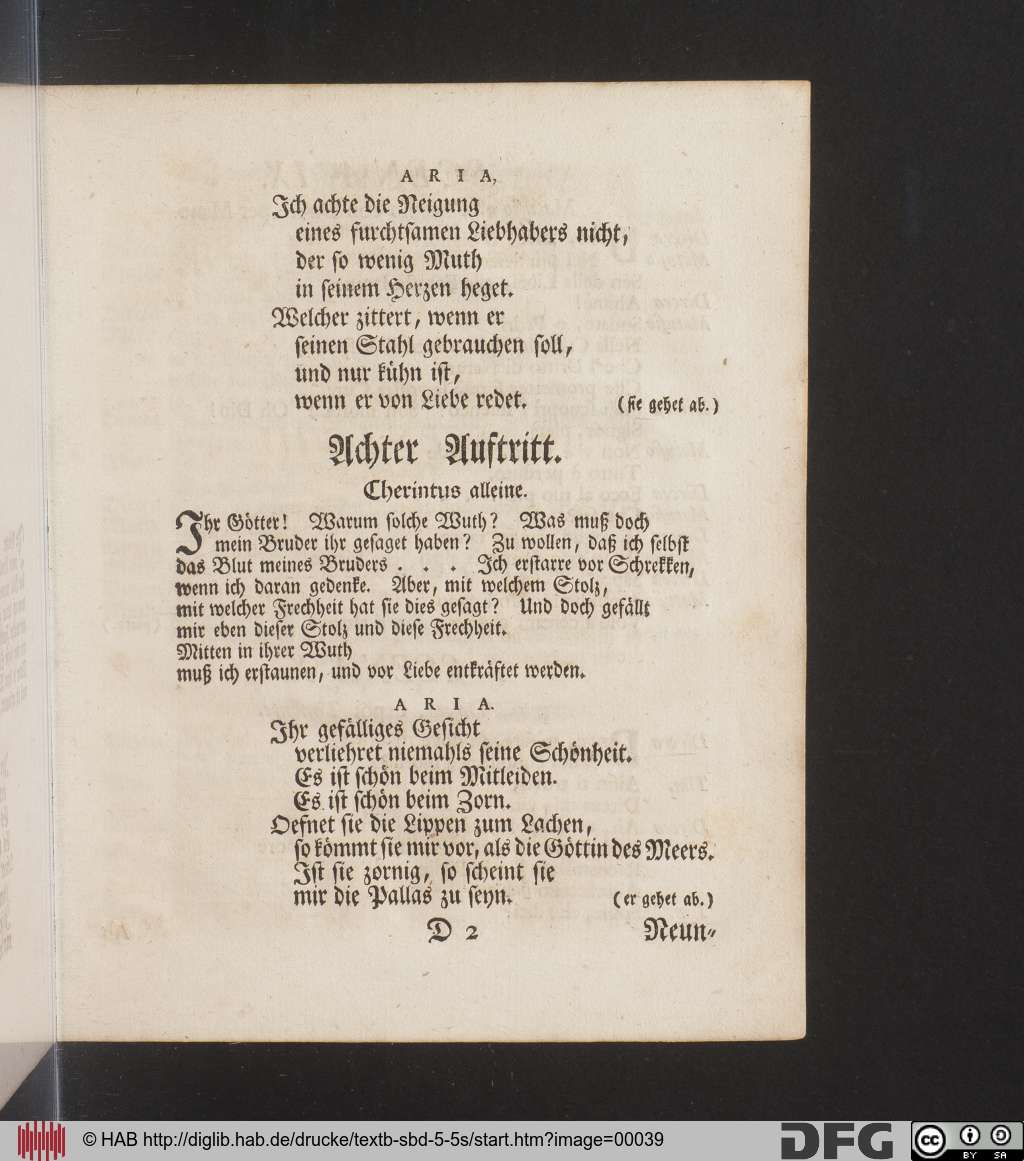 ARIA,
Ich achte die Neigung
eines furchtsamen Liebhabers nicht,
der so wenig Muth
in seinem Herzen heget.
Welcher zittert, wenn er
seinen Stahl gebrauchen soll,
und nur kühn ist,
wenn er von Liebe redet. (sie gehet ab.)
Achter Auftritt.
Cherintus alleine.
Ihr Götter! Warum solche Wuth? Was muß doch
mein Bruder ihr gesaget haben? Zu wollen, daß ich selbst
das Blut meines Bruders . . . Ich erstarre vor Schrekken,
wenn ich daran gedenke. Aber, mit welchem Stolz,
mit welcher Frechheit hat sie dies gesagt? Und doch gefällt
mir eben dieser Stolz und diese Frechheit.
Mitten in ihrer Wuth
muß ich erstaunen, und vor Liebe entkräftet werden.
ARIA.
Ihr gefälliges Gesicht
verliehret niemahls seine Schönheit.
Es ist schön beim Mitleiden.
Es ist schön beim Zorn.
Oefnet sie die Lippen zum Lachen,
so kömmt sie mir vor, als die Göttin des Meers.
Ist sie zornig, so scheint sie
mir die Pallas zu seyn. (er gehet ab.)
D 2 Neun-
© HAB http://diglib.hab.de/drucke/textb-sbd-5-5s/start.htm?image=00039
DFG
cc BY SA